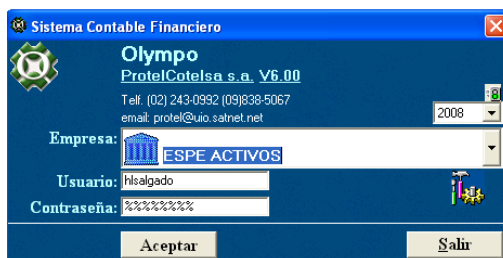 Sistema Contable Financiero
Olympo
ProtelCotelsa s.a. V6.00
Telf. (02) 243-0992 (09)838-5067
email: protel@uio.satnet.net
2008
Empresa:
ESPE ACTIVOS
Usuario: hlsalgado
Contraseña: %%%%%%%%
Aceptar
Salir